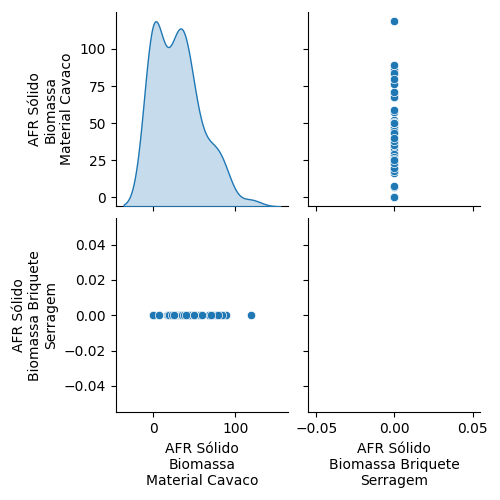 100
75
50
25
0
AFR Sólido
Biomassa
Material Cavaco
0.04
0.02
0.00
−0.02
−0.04
AFR Sólido
Biomassa Briquete
Serragem
0
100
AFR Sólido
Biomassa
Material Cavaco
−0.05
0.00
0.05
AFR Sólido
Biomassa Briquete
Serragem